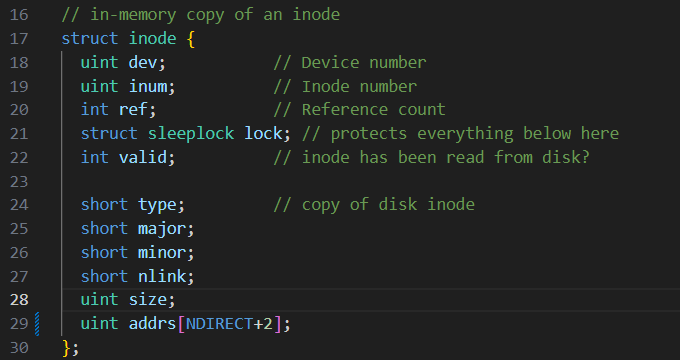 16 // in-memory copy of an inode
17 struct inode {
18 uint dev; // Device number
19 uint inum; // Inode number
20 int ref; // Reference count
21 struct sleeplock lock; // protects everything below here
22 int valid; // inode has been read from disk?
23
24 short type; // copy of disk inode
25 short major;
26 short minor;
27 short nlink;
28 uint size;
29 uint addrs[NDIRECT+2];
30 };